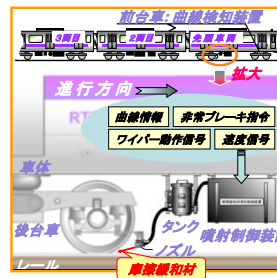 前台車：曲線検知装置
3両目
2両目
先頭車両
拡大
進行方向
RT
曲線情報
非常ブレーキ指令
ワイパー動作信号
速度信号
車体
後台車
タンク
噴射制御装
ノズル
レール
摩擦緩和材